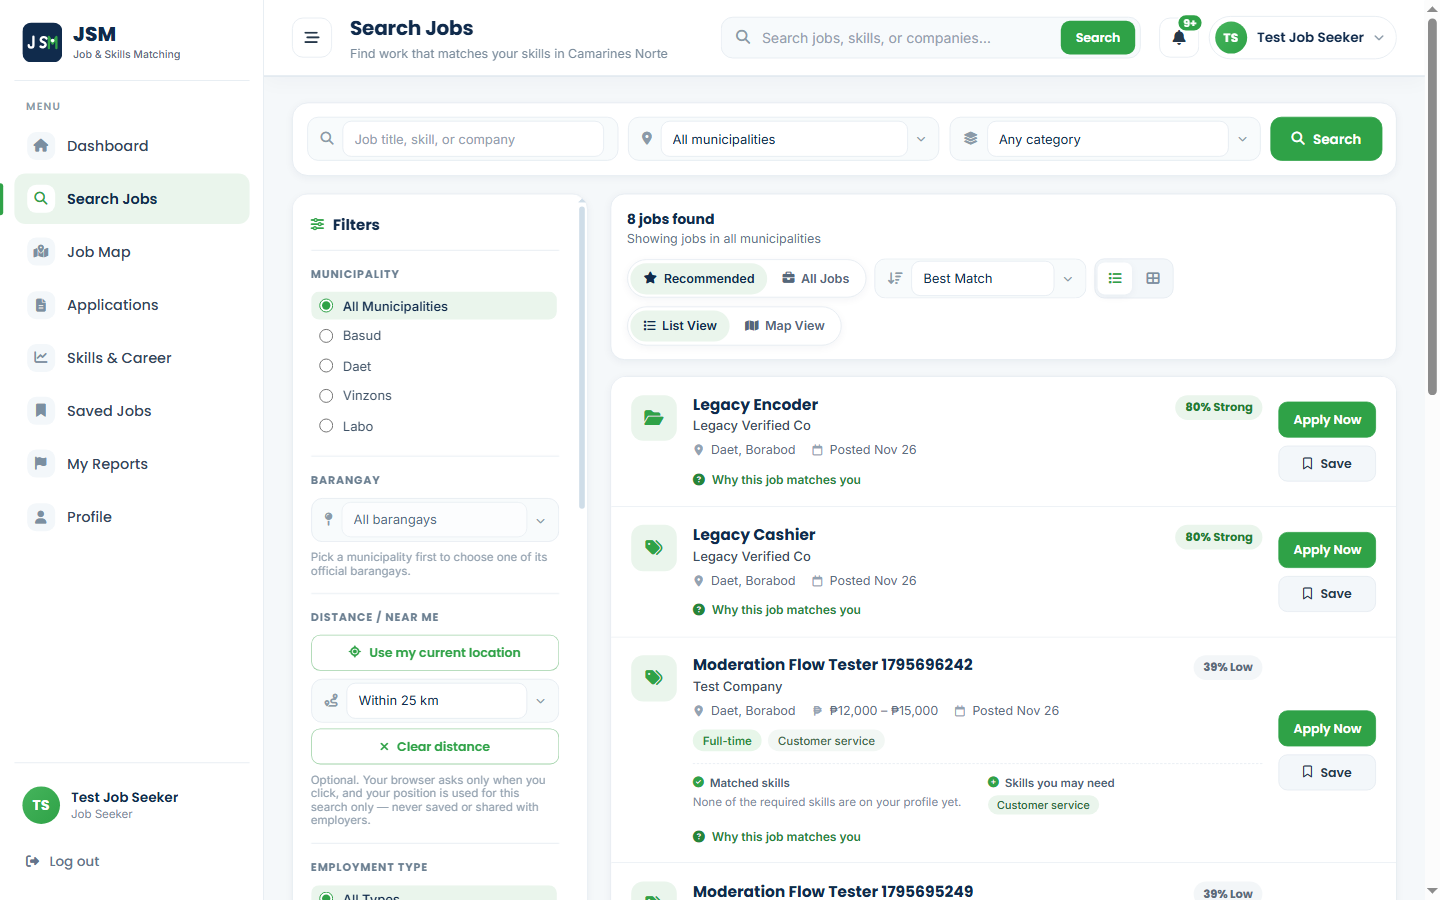 JSM
JSM
Job & Skills Matching
MENU
Dashboard
Search Jobs
Job Map
Applications
Skills & Career
Saved Jobs
My Reports
Profile
TS
Test Job Seeker
Job Seeker
Log out
Search Jobs
Find work that matches your skills in Camarines Norte
Search jobs, skills, or companies...
Search
9+
TS
Test Job Seeker
Job title, skill, or company
All municipalities
Any category
Search
Filters
MUNICIPALITY
All Municipalities
Basud
Daet
Vinzons
Labo
BARANGAY
All barangays
Pick a municipality first to choose one of its
official barangays.
DISTANCE / NEAR ME
Use my current location
Within 25 km
Clear distance
Optional. Your browser asks only when you
click, and your position is used for this
search only — never saved or shared with
employers.
EMPLOYMENT TYPE
All Types
8 jobs found
Showing jobs in all municipalities
Recommended
All Jobs
Best Match
List View
Map View
Legacy Encoder
80% Strong
Legacy Verified Co
Daet, Borabod
Posted Nov 26
Why this job matches you
Apply Now
Save
Legacy Cashier
80% Strong
Legacy Verified Co
Daet, Borabod
Posted Nov 26
Why this job matches you
Apply Now
Save
Moderation Flow Tester 1795696242
39% Low
Test Company
Daet, Borabod
₱12,000 – ₱15,000
Posted Nov 26
Full-time
Customer service
Matched skills
None of the required skills are on your profile yet.
Skills you may need
Customer service
Why this job matches you
Apply Now
Save
Moderation Flow Tester 1795695249
39% Low